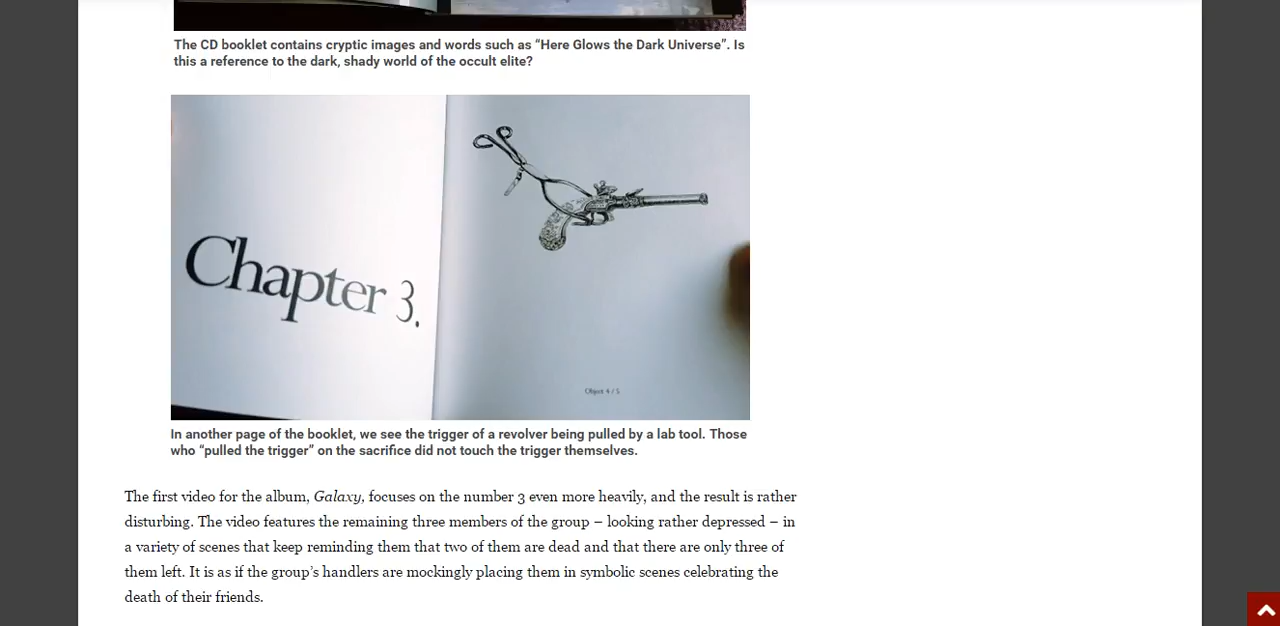 The CD booklet contains cryptic images and words such as “Here Glows the Dark Universe”. Is
this a reference to the dark, shady world of the occult elite?
Chapter 3.
Object 4 / 5
In another page of the booklet, we see the trigger of a revolver being pulled by a lab tool. Those
who “pulled the trigger” on the sacrifice did not touch the trigger themselves.
The first video for the album, Galaxy, focuses on the number 3 even more heavily, and the result is rather
disturbing. The video features the remaining three members of the group – looking rather depressed – in
a variety of scenes that keep reminding them that two of them are dead and that there are only three of
them left. It is as if the group’s handlers are mockingly placing them in symbolic scenes celebrating the
death of their friends.